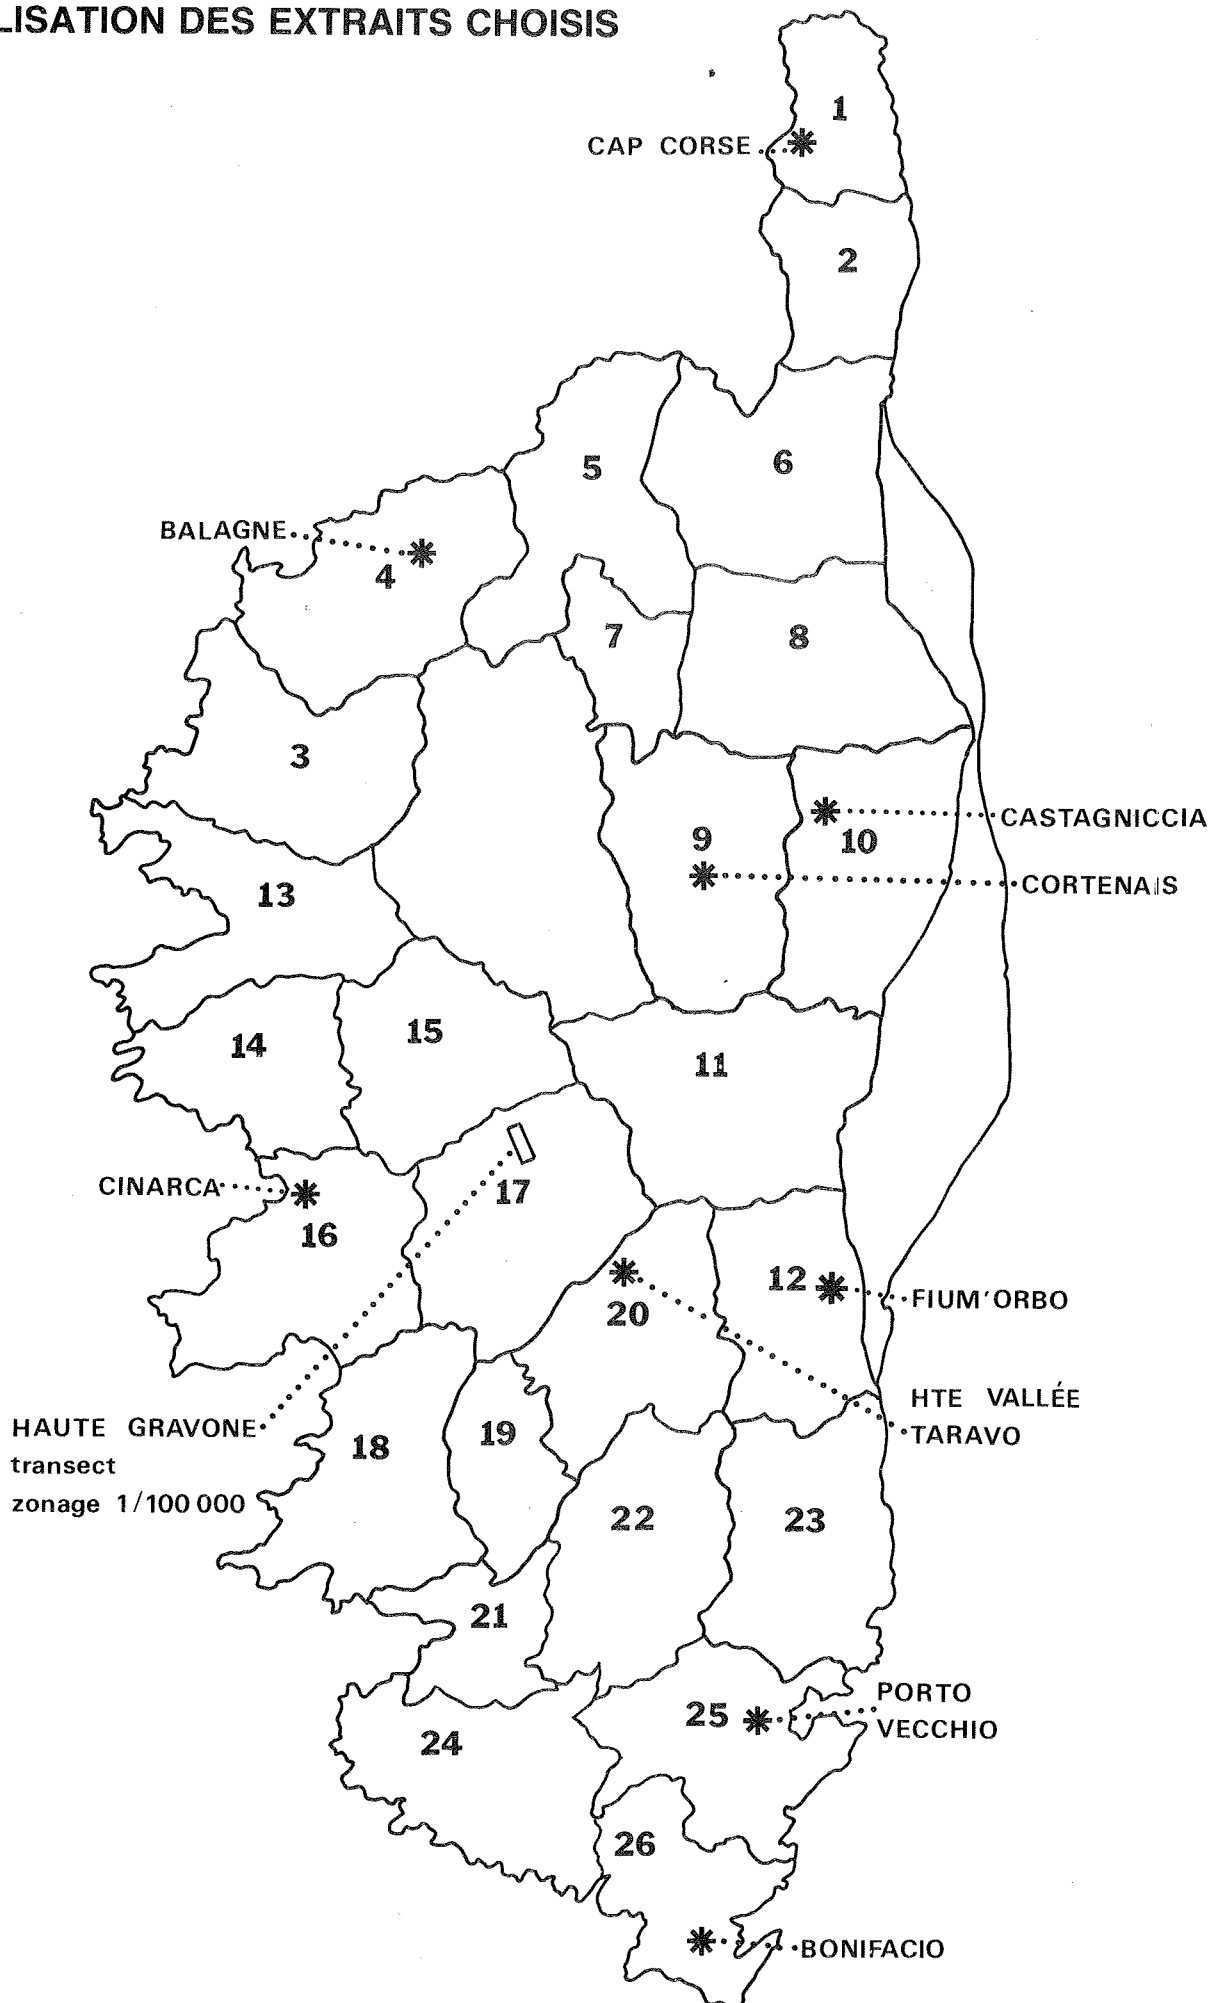 LISATION DES EXTRAITS CHOISIS
1
CAP CORSE
2
5
6
BALAGNE
4
7
8
3
CASTAGNICCIA
9
10
13
CORTENAIS
15
14
11
CINARCA
17
16
12
FIUM'ORBO
20
HTE VALLÉE
TARAVO
HAUTE GRAVONE
transect
zonage 1/100 000
19
18
22
23
21
PORTO
VECCHIO
25
24
26
BONIFACIO